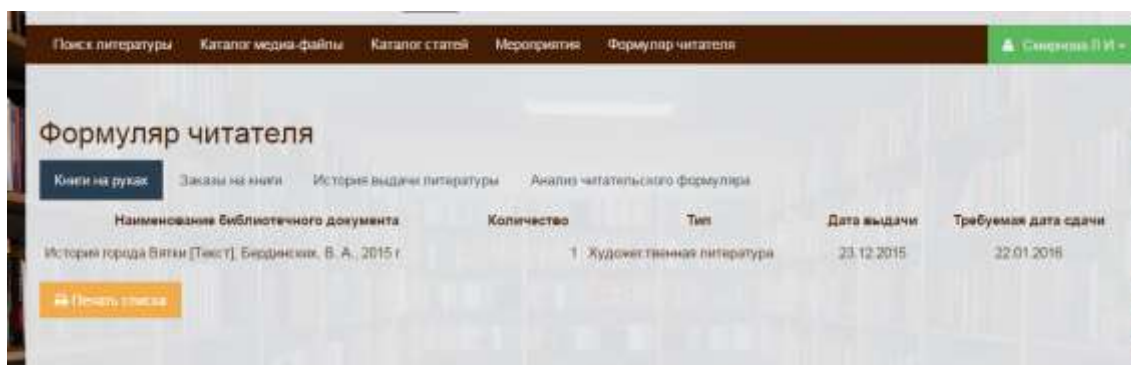 Поиск литературы Каталог медиа-файлы Каталог статей Мероприятия Формуляр читателя Смирнова Л И
Формуляр читателя
Книги на руках Заказы на книги История выдачи литературы Анализ читательского формуляра
Наименование библиотечного документа Количество Тип Дата выдачи Требуемая дата сдачи
История города Вятки [Текст], Бердинских, В. А., 2015 г. 1 Художественная литература 23.12.2015 22.01.2016
Печать списка